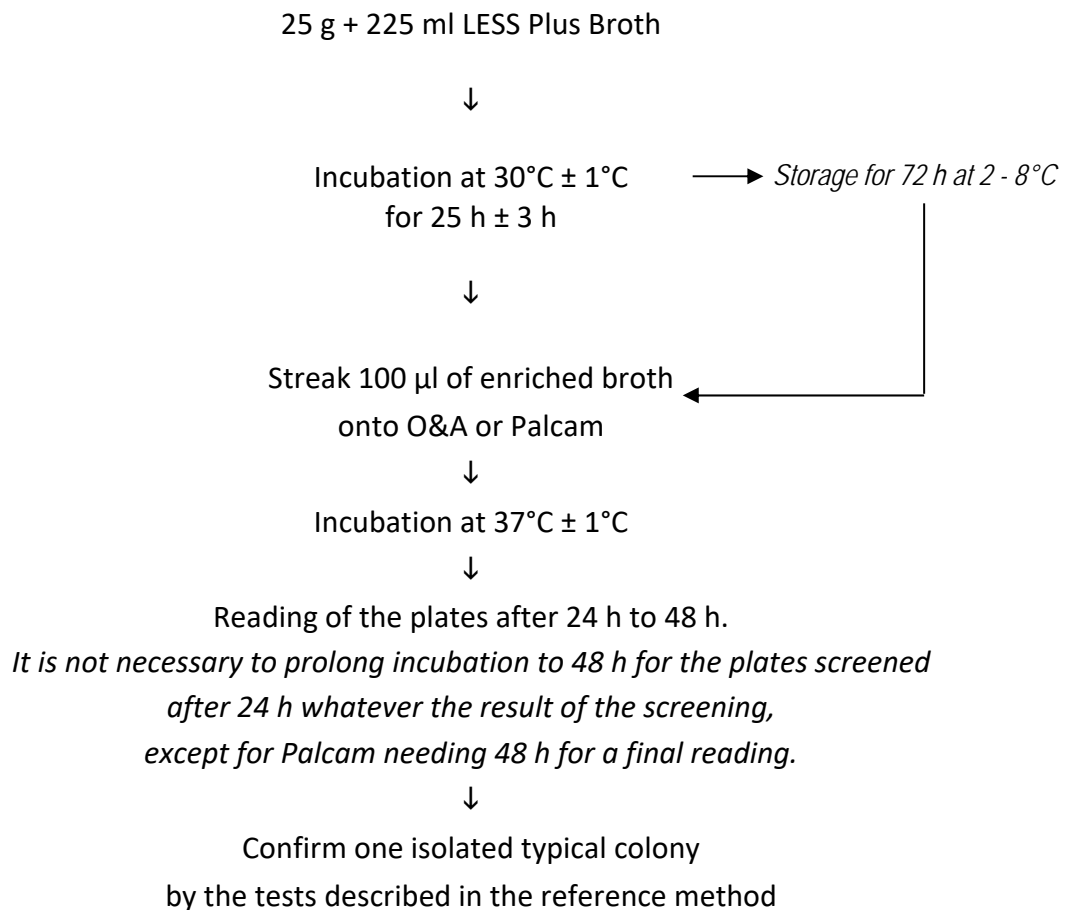 25 g + 225 ml LESS Plus Broth
↓
Incubation at 30°C ± 1°C
for 25 h ± 3 h
Storage for 72 h at 2 - 8°C
↓
Streak 100 µl of enriched broth
onto O&A or Palcam
↓
Incubation at 37°C ± 1°C
↓
Reading of the plates after 24 h to 48 h.
It is not necessary to prolong incubation to 48 h for the plates screened
after 24 h whatever the result of the screening,
except for Palcam needing 48 h for a final reading.
↓
Confirm one isolated typical colony
by the tests described in the reference method